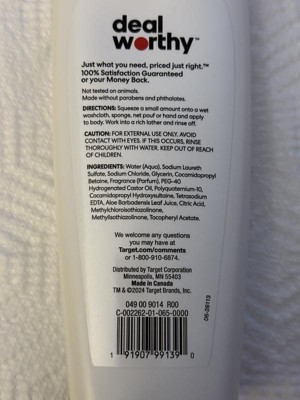 deal
worthy™
Just what you need, priced just right.™
100% Satisfaction Guaranteed
or your Money Back.
Not tested on animals.
Made without parabens and phthalates.
DIRECTIONS: Squeeze a small amount onto a wet
washcloth, sponge, net pouf or hand and apply
to body. Work into a rich lather and rinse off.
CAUTION: FOR EXTERNAL USE ONLY. AVOID
CONTACT WITH EYES. IF THIS OCCURS, RINSE
THOROUGHLY WITH WATER. KEEP OUT OF REACH
OF CHILDREN.
INGREDIENTS: Water (Aqua), Sodium Laureth
Sulfate, Sodium Chloride, Glycerin, Cocamidopropyl
Betaine, Fragrance (Parfum), PEG-40
Hydrogenated Castor Oil, Polyquaternium-10,
Cocamidopropyl Hydroxysultaine, Tetrasodium
EDTA, Aloe Barbadensis Leaf Juice, Citric Acid,
Methylchloroisothiazolinone,
Methylisothiazolinone, Tocopheryl Acetate.
We welcome any questions
you may have at
Target.com/comments
or 1-800-910-6874.
Distributed by Target Corporation
Minneapolis, MN 55403
Made in Canada
TM & ©2024 Target Brands, Inc.
049 00 9014 R00
C-002262-01-065-0000
1 91907 99139 0